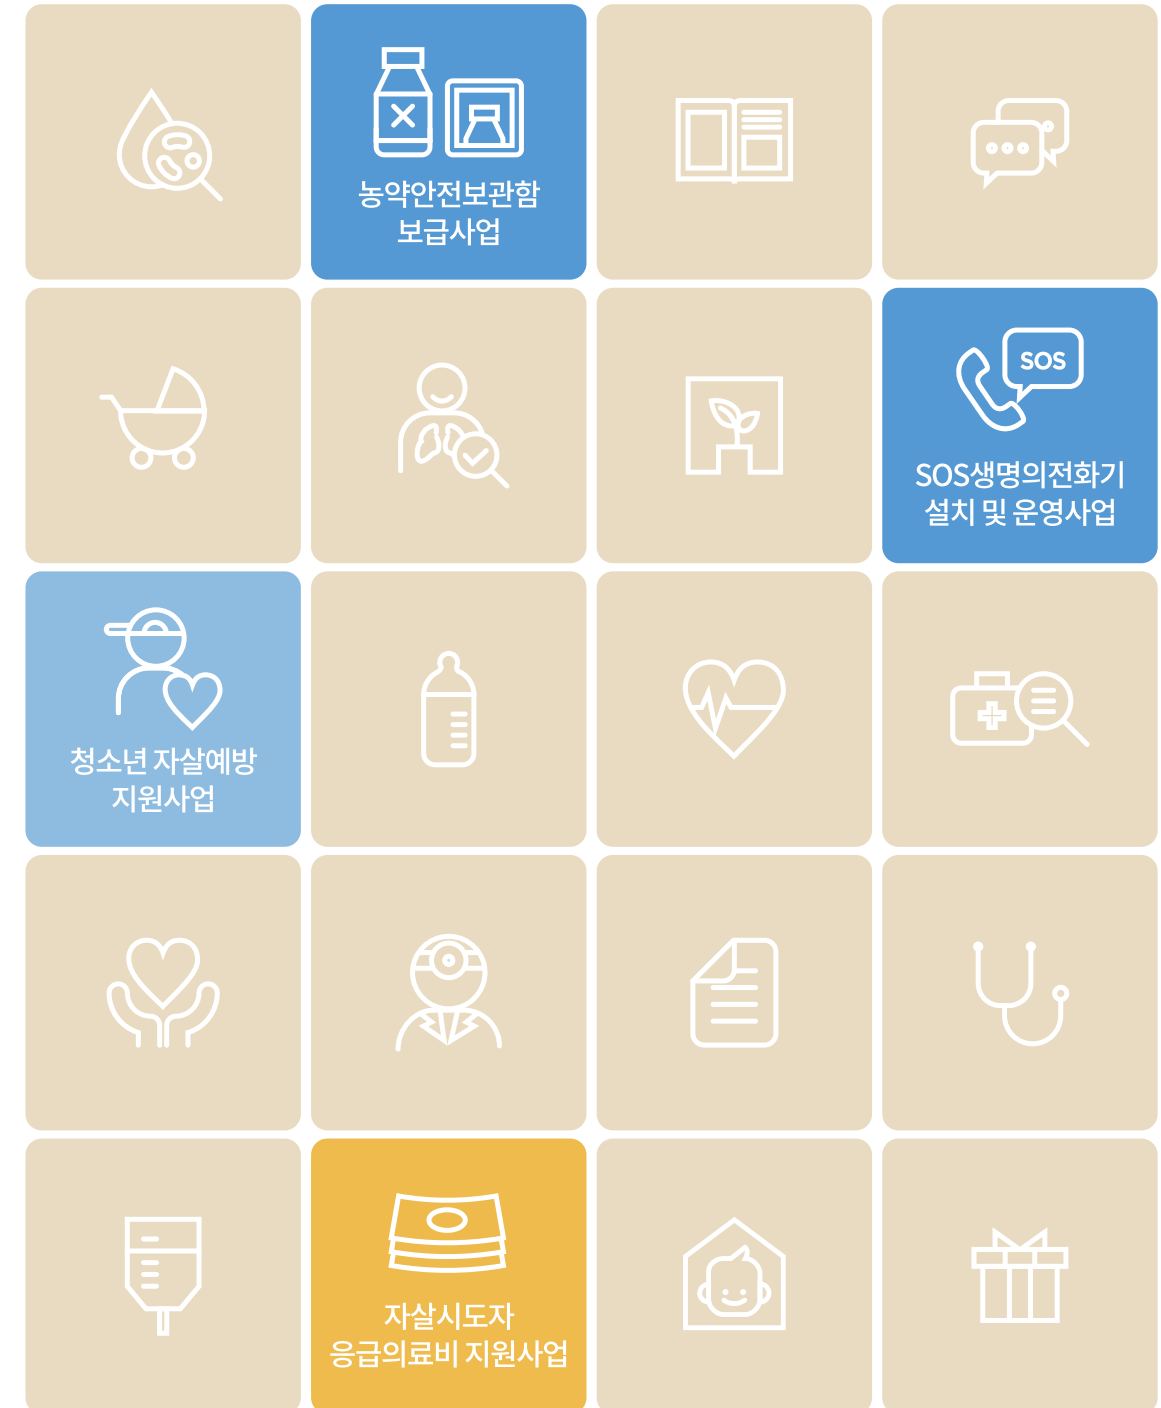 농약안전보관함
보급사업
SOS
SOS생명의전화기
설치 및 운영사업
청소년 자살예방
지원사업
자살시도자
응급의료비 지원사업